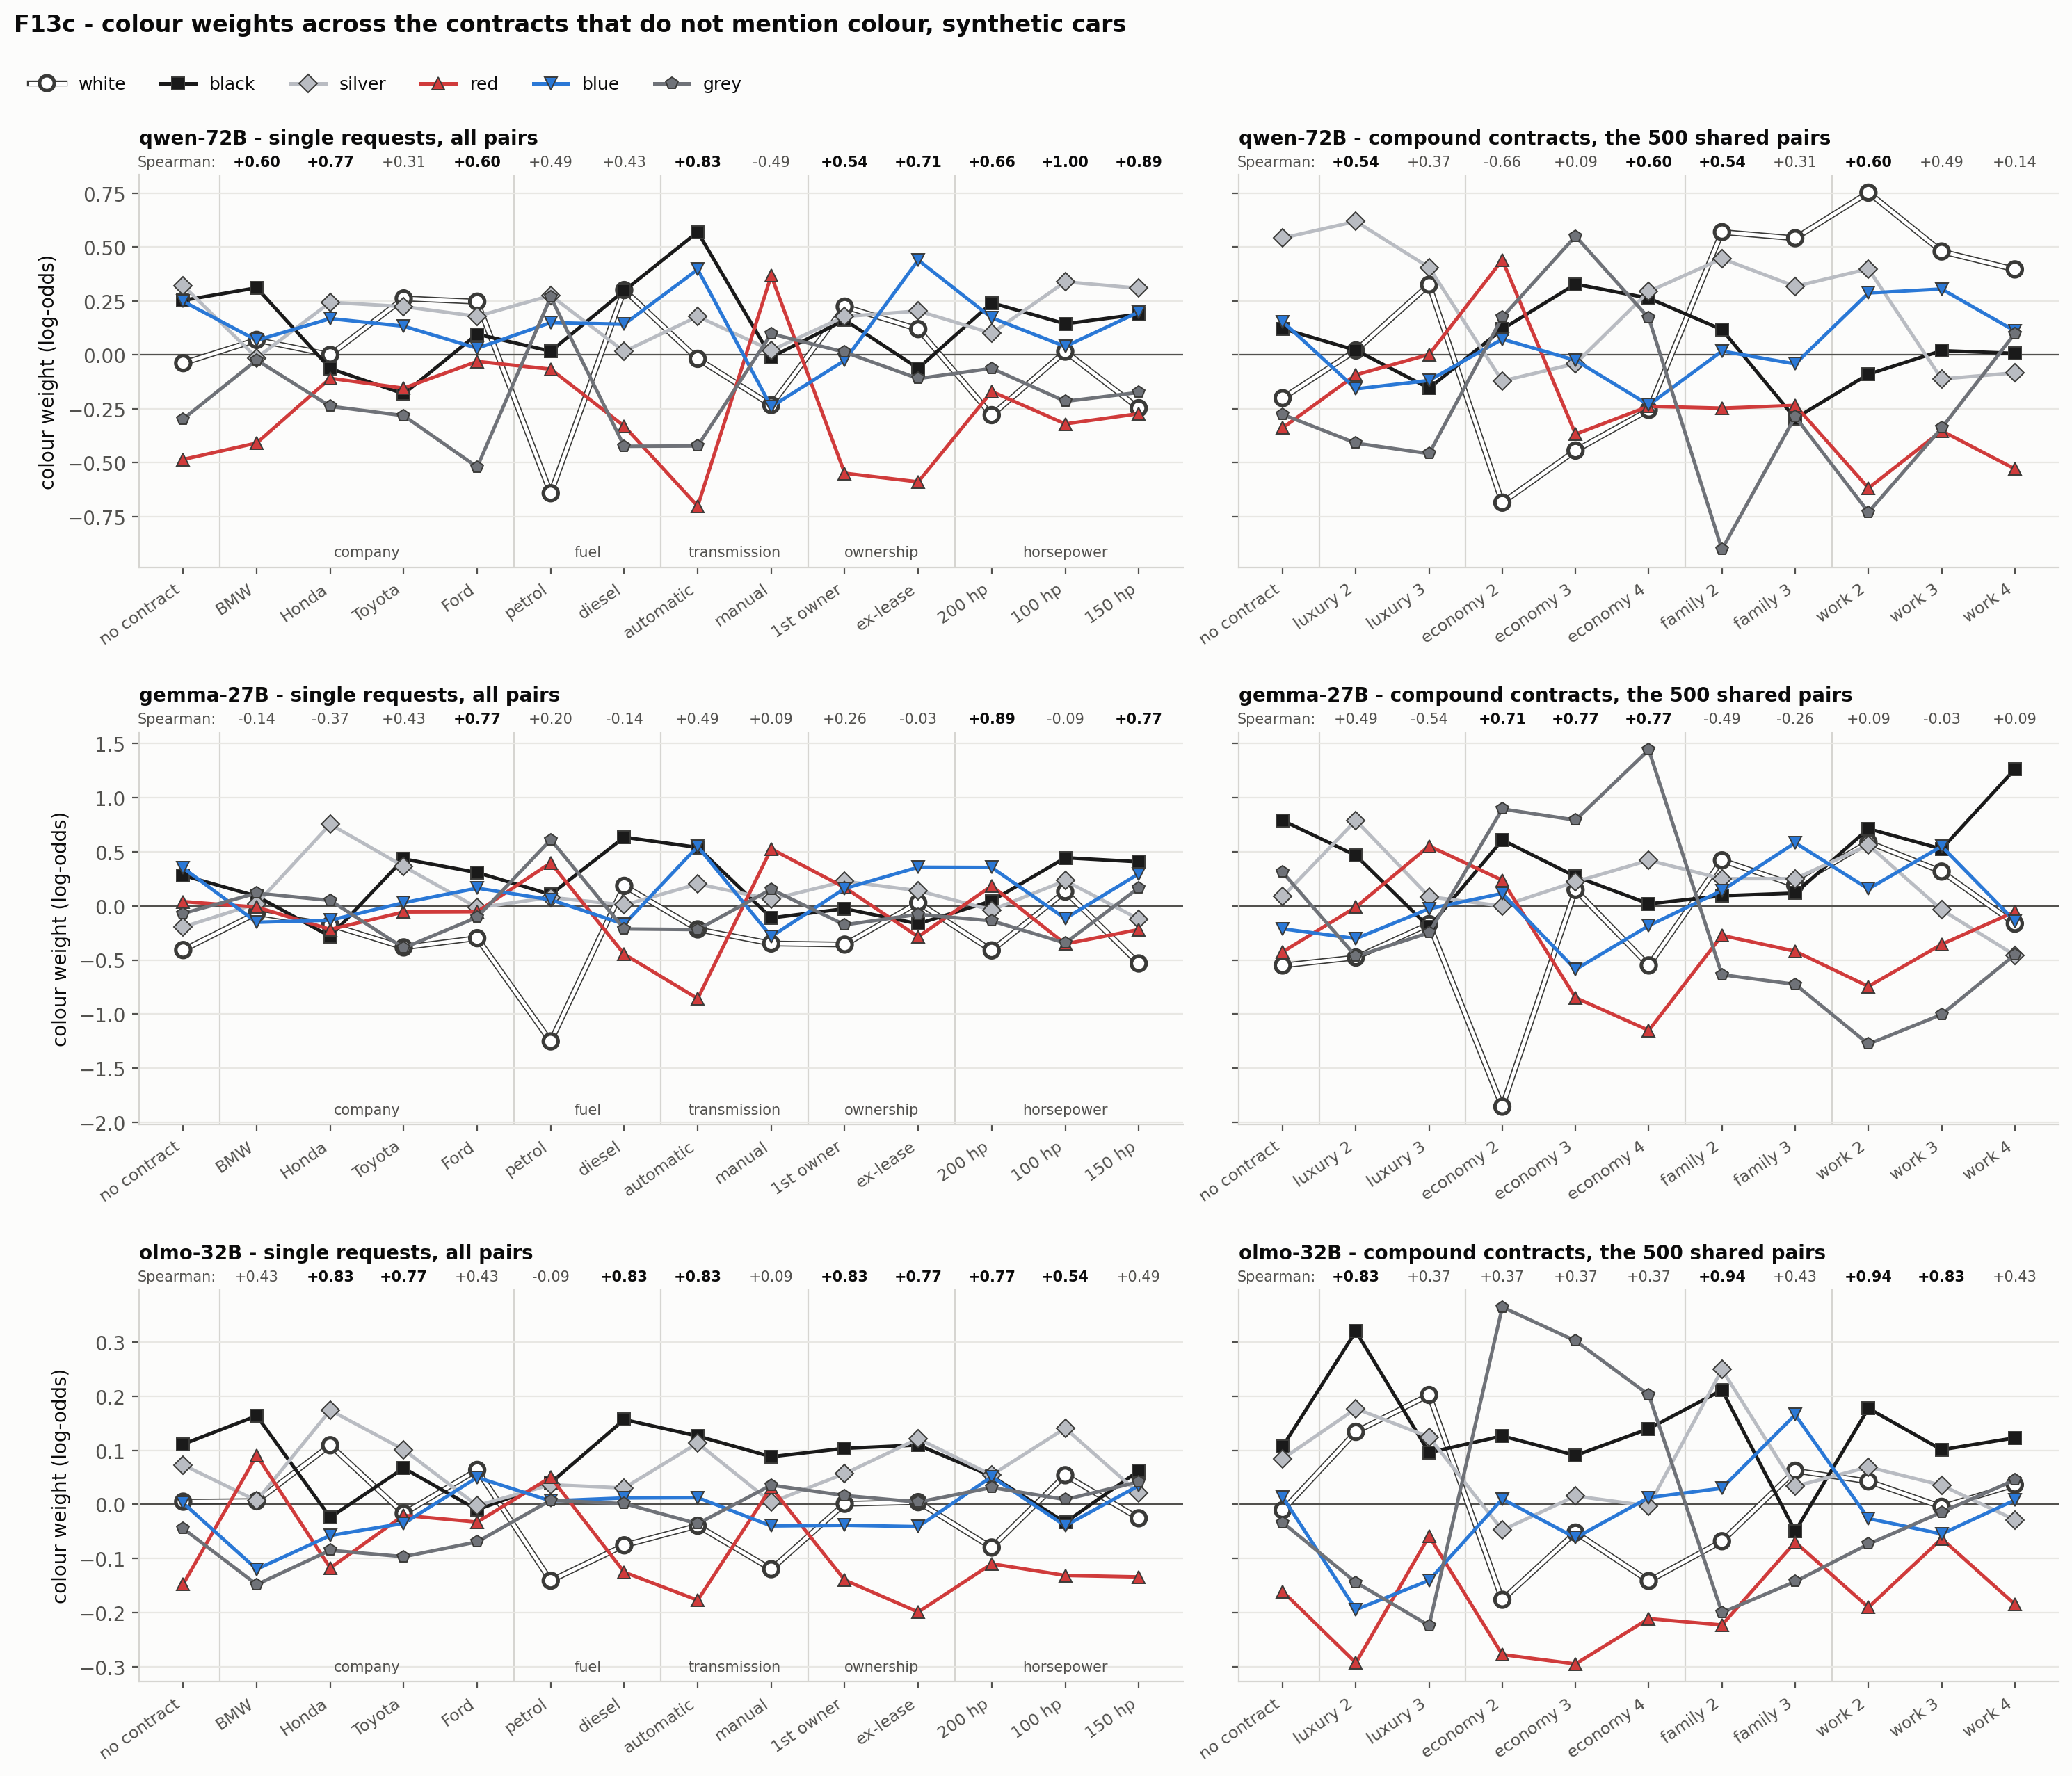 F13c - colour weights across the contracts that do not mention colour, synthetic cars
white black silver red blue grey
qwen-72B - single requests, all pairs
Spearman: +0.60 +0.77 +0.31 +0.60 +0.49 +0.43 +0.83 -0.49 +0.54 +0.71 +0.66 +1.00 +0.89
colour weight (log-odds)
0.75
0.50
0.25
0.00
−0.25
−0.50
−0.75
company fuel transmission ownership horsepower
no contract BMW Honda Toyota Ford petrol diesel automatic manual 1st owner ex-lease 200 hp 100 hp 150 hp
qwen-72B - compound contracts, the 500 shared pairs
Spearman: +0.54 +0.37 -0.66 +0.09 +0.60 +0.54 +0.31 +0.60 +0.49 +0.14
no contract luxury 2 luxury 3 economy 2 economy 3 economy 4 family 2 family 3 work 2 work 3 work 4
gemma-27B - single requests, all pairs
Spearman: -0.14 -0.37 +0.43 +0.77 +0.20 -0.14 +0.49 +0.09 +0.26 -0.03 +0.89 -0.09 +0.77
colour weight (log-odds)
1.5
1.0
0.5
0.0
−0.5
−1.0
−1.5
−2.0
company fuel transmission ownership horsepower
no contract BMW Honda Toyota Ford petrol diesel automatic manual 1st owner ex-lease 200 hp 100 hp 150 hp
gemma-27B - compound contracts, the 500 shared pairs
Spearman: +0.49 -0.54 +0.71 +0.77 +0.77 -0.49 -0.26 +0.09 -0.03 +0.09
no contract luxury 2 luxury 3 economy 2 economy 3 economy 4 family 2 family 3 work 2 work 3 work 4
olmo-32B - single requests, all pairs
Spearman: +0.43 +0.83 +0.77 +0.43 -0.09 +0.83 +0.83 +0.09 +0.83 +0.77 +0.77 +0.54 +0.49
colour weight (log-odds)
0.3
0.2
0.1
0.0
−0.1
−0.2
−0.3
company fuel transmission ownership horsepower
no contract BMW Honda Toyota Ford petrol diesel automatic manual 1st owner ex-lease 200 hp 100 hp 150 hp
olmo-32B - compound contracts, the 500 shared pairs
Spearman: +0.83 +0.37 +0.37 +0.37 +0.37 +0.94 +0.43 +0.94 +0.83 +0.43
no contract luxury 2 luxury 3 economy 2 economy 3 economy 4 family 2 family 3 work 2 work 3 work 4